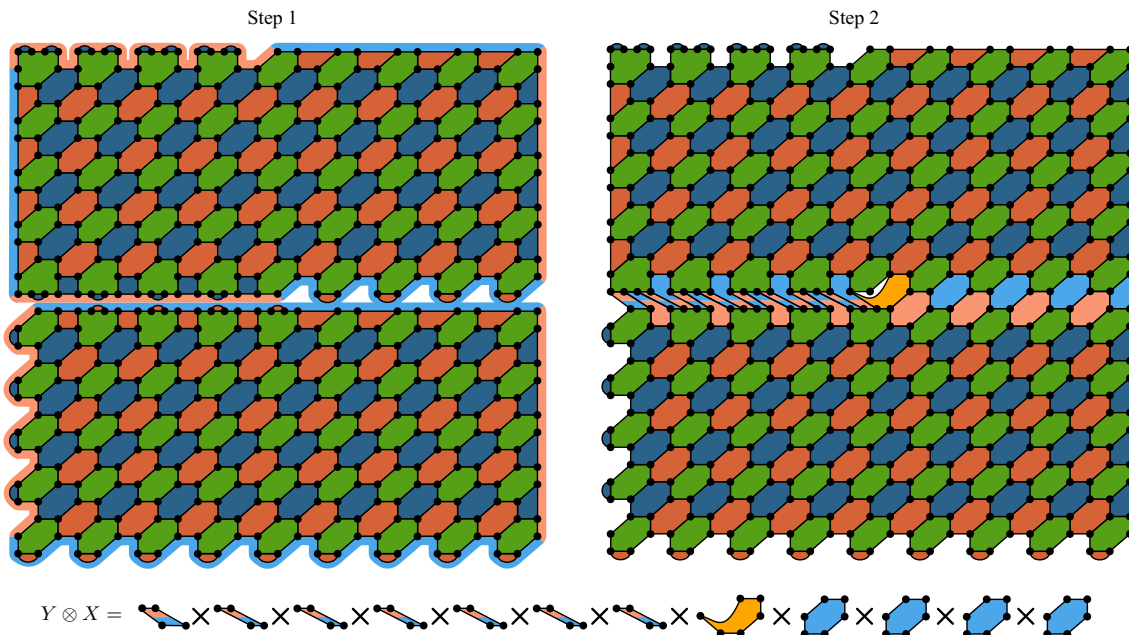 Step 1
Step 2
Y ⊗ X = × × × × × × × × × × ×